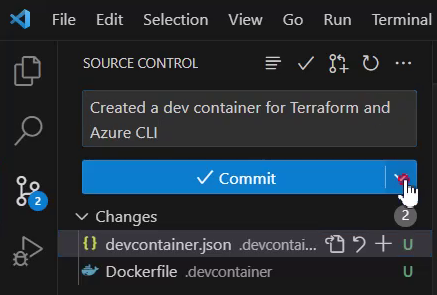 File Edit Selection View Go Run Terminal
SOURCE CONTROL
Created a dev container for Terraform and
Azure CLI
Commit
Changes 2
2
devcontainer.json .devcontai... U
Dockerfile .devcontainer U